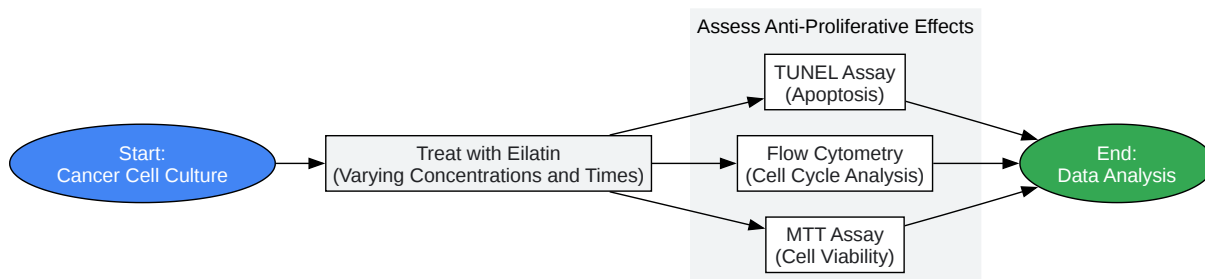 Assess Anti-Proliferative Effects
Start:
Cancer Cell Culture
Treat with Eilatin
(Varying Concentrations and Times)
TUNEL Assay
(Apoptosis)
Flow Cytometry
(Cell Cycle Analysis)
MTT Assay
(Cell Viability)
End:
Data Analysis